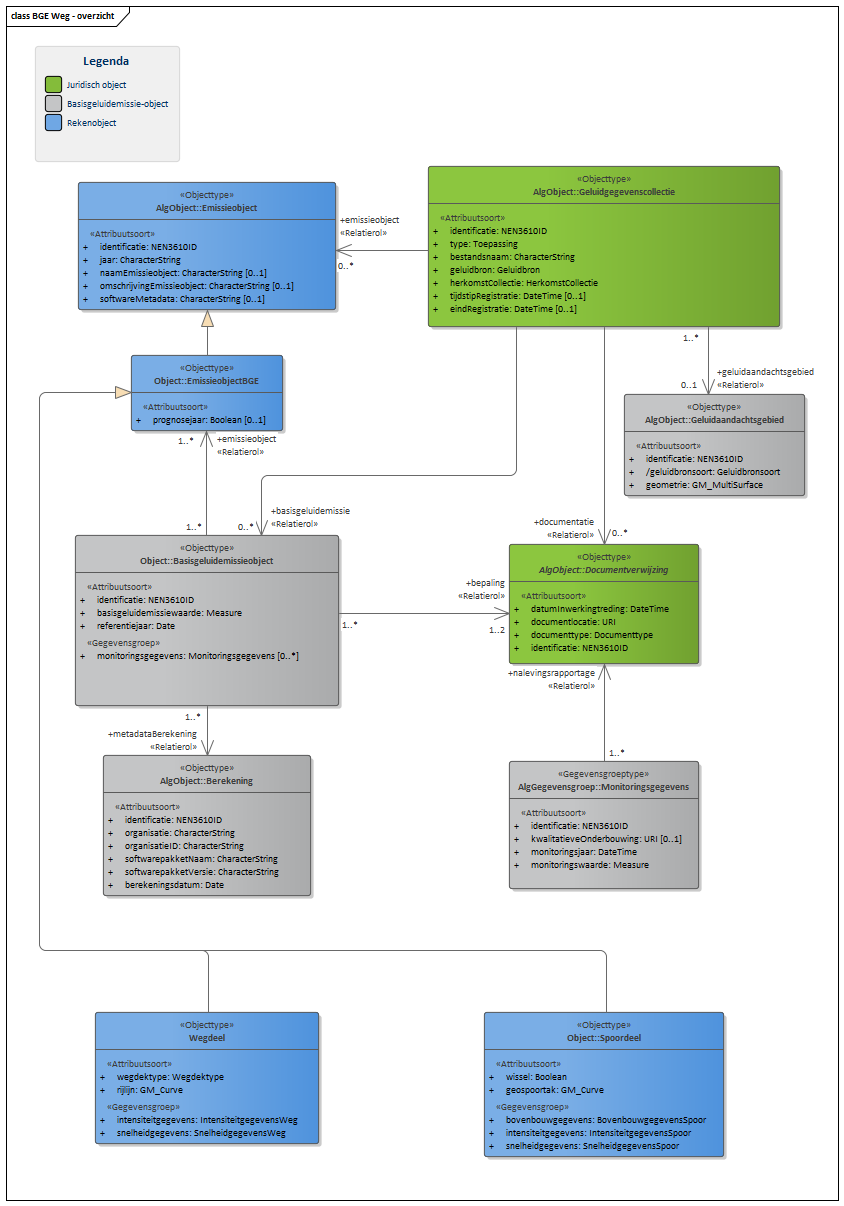 class BGE Weg - overzicht
Legenda
Juridisch object
Basisgeluidemissie-object
Rekenobject
«Objecttype»
AlgObject::Emissieobject
«Attribuutsoort»
+ identificatie: NEN3610ID
+ jaar: CharacterString
+ naamEmissieobject: CharacterString [0..1]
+ omschrijvingEmissieobject: CharacterString [0..1]
+ softwareMetadata: CharacterString [0..1]
+emissieobject
«Relatierol»
0..*
«Objecttype»
AlgObject::Geluidgegevenscollectie
«Attribuutsoort»
+ identificatie: NEN3610ID
+ type: Toepassing
+ bestandsnaam: CharacterString
+ geluidbron: Geluidbron
+ herkomstCollectie: HerkomstCollectie
+ tijdstipRegistratie: DateTime [0..1]
+ eindRegistratie: DateTime [0..1]
1..*
+geluidaandachtsgebied
0..1 «Relatierol»
«Objecttype»
Object::EmissieobjectBGE
«Attribuutsoort»
+ prognosejaar: Boolean [0..1]
1..* +emissieobject
«Relatierol»
«Objecttype»
AlgObject::Geluidaandachtsgebied
«Attribuutsoort»
+ identificatie: NEN3610ID
+ /geluidbronsoort: Geluidbronsoort
+ geometrie: GM_MultiSurface
1..*
0..*
+basisgeluidemissie
«Relatierol»
+documentatie
«Relatierol»
0..*
«Objecttype»
Object::Basisgeluidemissieobject
«Attribuutsoort»
+ identificatie: NEN3610ID
+ basisgeluidemissiewaarde: Measure
+ referentiejaar: Date
«Gegevensgroep»
+ monitoringsgegevens: Monitoringsgegevens [0..*]
+bepaling
«Relatierol»
1..*
1..2
«Objecttype»
AlgObject::Documentverwijzing
«Attribuutsoort»
+ datumInwerkingtreding: DateTime
+ documentlocatie: URI
+ documenttype: Documenttype
+ identificatie: NEN3610ID
+nalevingsrapportage
«Relatierol»
1..*
1..*
+metadataBerekening
«Relatierol»
«Objecttype»
AlgObject::Berekening
«Attribuutsoort»
+ identificatie: NEN3610ID
+ organisatie: CharacterString
+ organisatieID: CharacterString
+ softwarepakketNaam: CharacterString
+ softwarepakketVersie: CharacterString
+ berekeningsdatum: Date
«Gegevensgroeptype»
AlgGegevensgroep::Monitoringsgegevens
«Attribuutsoort»
+ identificatie: NEN3610ID
+ kwalitatieveOnderbouwing: URI [0..1]
+ monitoringsjaar: DateTime
+ monitoringswaarde: Measure
«Objecttype»
Wegdeel
«Attribuutsoort»
+ wegdektype: Wegdektype
+ rijlijn: GM_Curve
«Gegevensgroep»
+ intensiteitgegevens: IntensiteitgegevensWeg
+ snelheidgegevens: SnelheidgegevensWeg
«Objecttype»
Object::Spoordeel
«Attribuutsoort»
+ wissel: Boolean
+ geospoortak: GM_Curve
«Gegevensgroep»
+ bovenbouwgegevens: BovenbouwgegevensSpoor
+ intensiteitgegevens: IntensiteitgegevensSpoor
+ snelheidgegevens: SnelheidgegevensSpoor